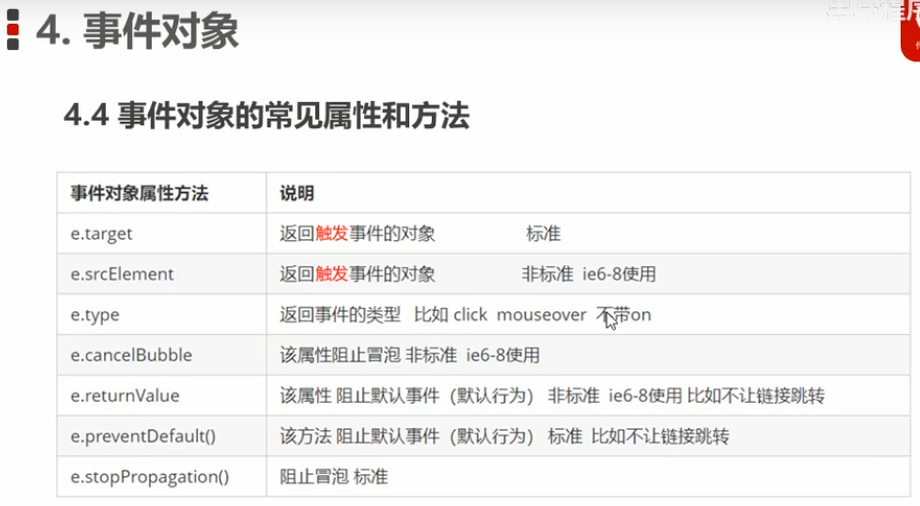 4. 事件对象
4.4 事件对象的常见属性和方法
事件对象属性方法 说明
e.target 返回触发事件的对象 标准
e.srcElement 返回触发事件的对象 非标准 ie6-8使用
e.type 返回事件的类型 比如 click mouseover 不带on
e.cancelBubble 该属性阻止冒泡 非标准 ie6-8使用
e.returnValue 该属性 阻止默认事件（默认行为） 非标准 ie6-8使用 比如不让链接跳转
e.preventDefault() 该方法 阻止默认事件（默认行为） 标准 比如不让链接跳转
e.stopPropagation() 阻止冒泡 标准